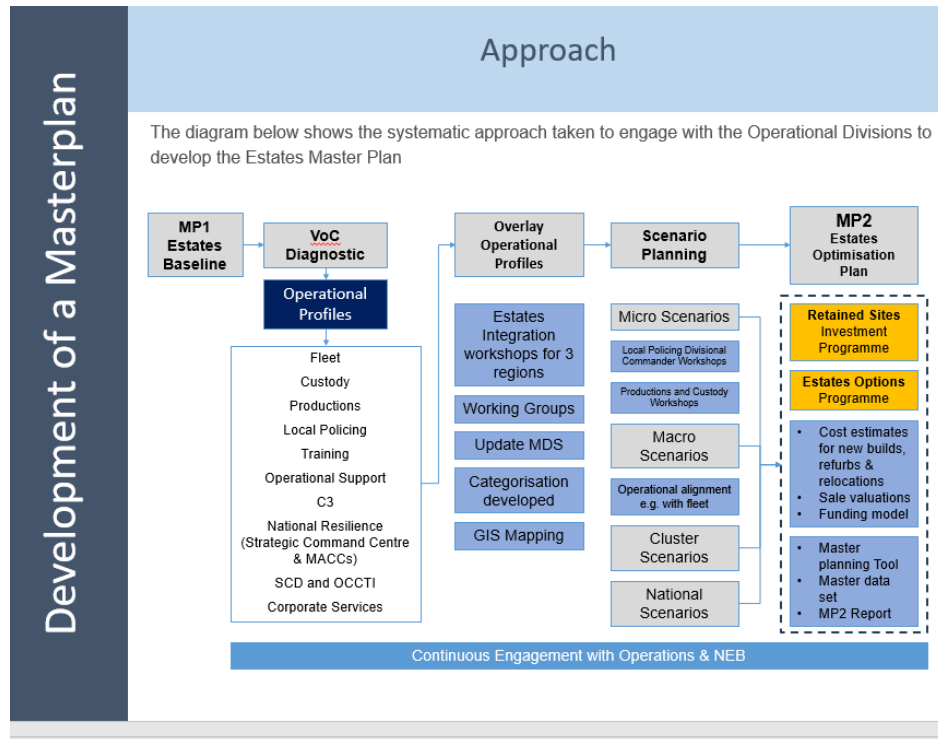 Development of a Masterplan
Approach
The diagram below shows the systematic approach taken to engage with the Operational Divisions to
develop the Estates Master Plan
MP1
Estates
Baseline
VoC
Diagnostic
Operational
Profiles
Fleet
Custody
Productions
Local Policing
Training
Operational Support
C3
National Resilience
(Strategic Command Centre
& MACCs)
SCD and OCCTI
Corporate Services
Overlay
Operational
Profiles
Estates
Integration
workshops for 3
regions
Working Groups
Update MDS
Categorisation
developed
GIS Mapping
Scenario
Planning
Micro Scenarios
Local Policing Divisional
Commander Workshops
Productions and Custody
Workshops
Macro
Scenarios
Operational alignment
e.g. with fleet
Cluster
Scenarios
National
Scenarios
MP2
Estates
Optimisation
Plan
Retained Sites
Investment
Programme
Estates Options
Programme
• Cost estimates
for new builds,
refurbs &
relocations
• Sale valuations
• Funding model
• Master
planning Tool
• Master data
set
• MP2 Report
Continuous Engagement with Operations & NEB